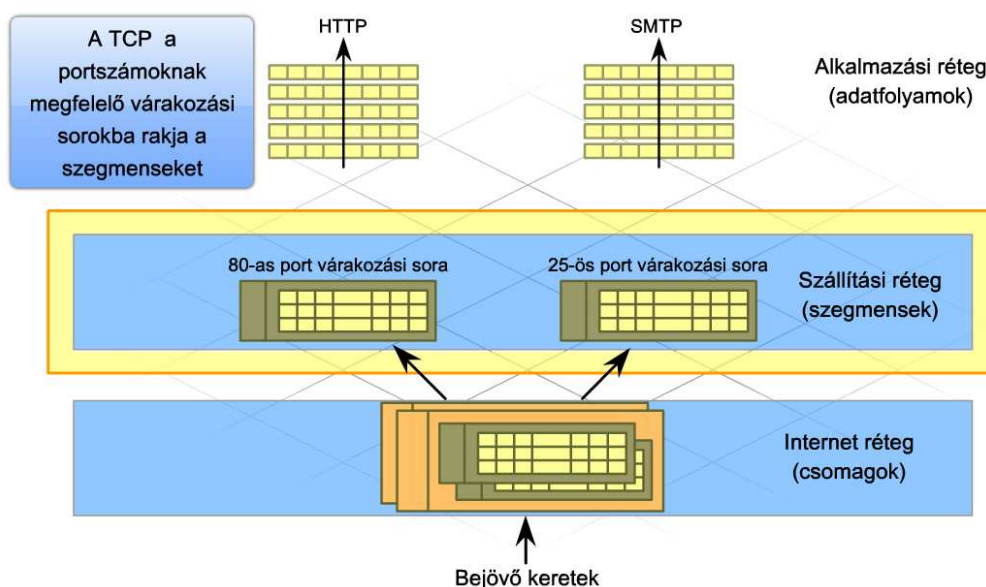 A TCP a
portszámoknak
megfelelő várakozási
sorokba rakja a
szegmenseket
HTTP
SMTP
Alkalmazási réteg
(adatfolyamok)
80-as port várakozási sora
25-ös port várakozási sora
Szállítási réteg
(szegmensek)
Internet réteg
(csomagok)
Bejövő keretek